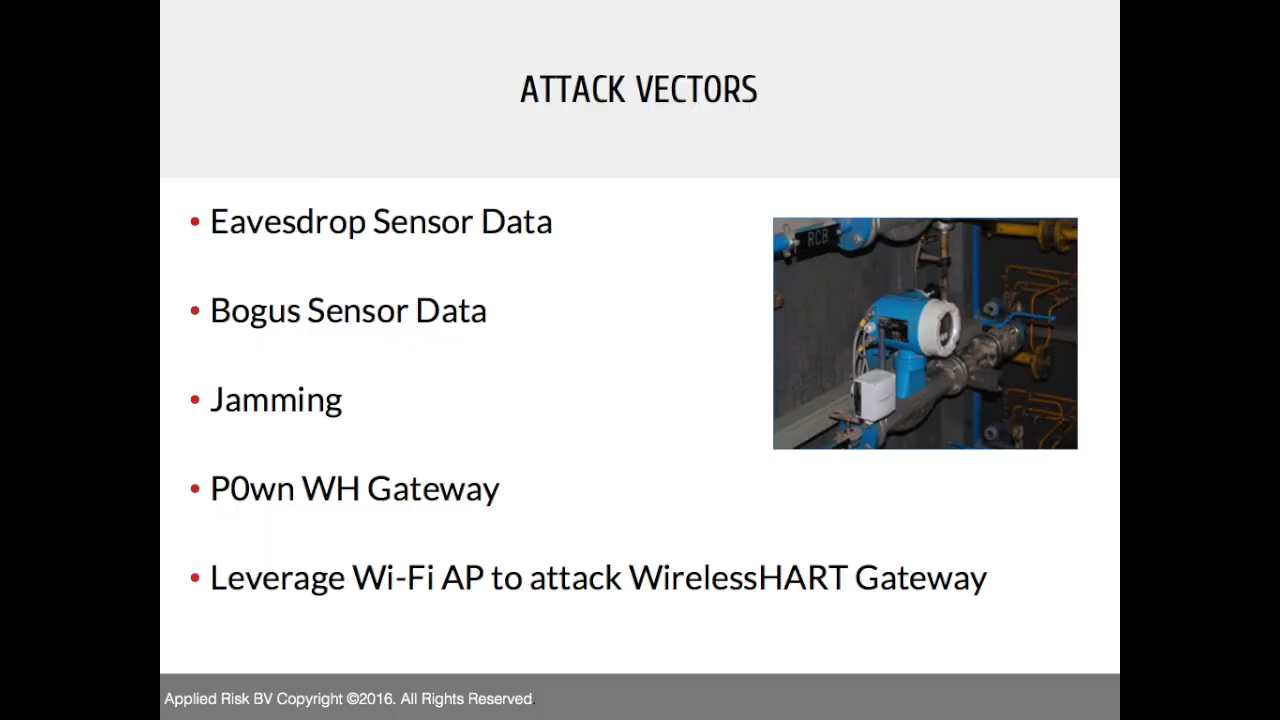 ATTACK VECTORS
• Eavesdrop Sensor Data
RCB
• Bogus Sensor Data
• Jamming
• P0wn WH Gateway
• Leverage Wi-Fi AP to attack WirelessHART Gateway
Applied Risk BV Copyright ©2016. All Rights Reserved.